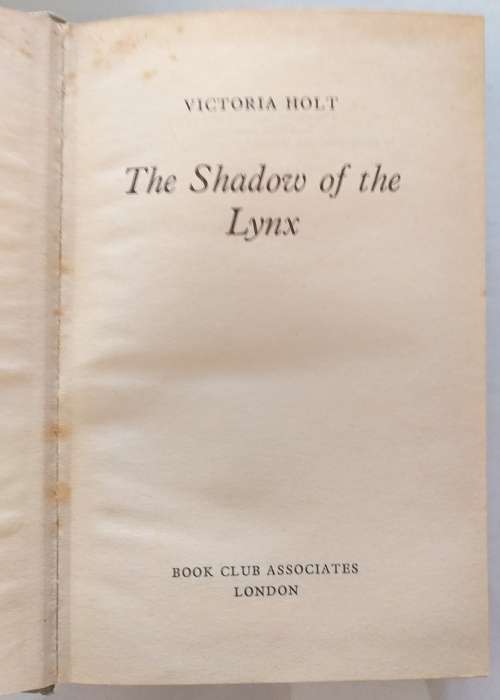 VICTORIA HOLT
The Shadow of the
Lynx
BOOK CLUB ASSOCIATES
LONDON